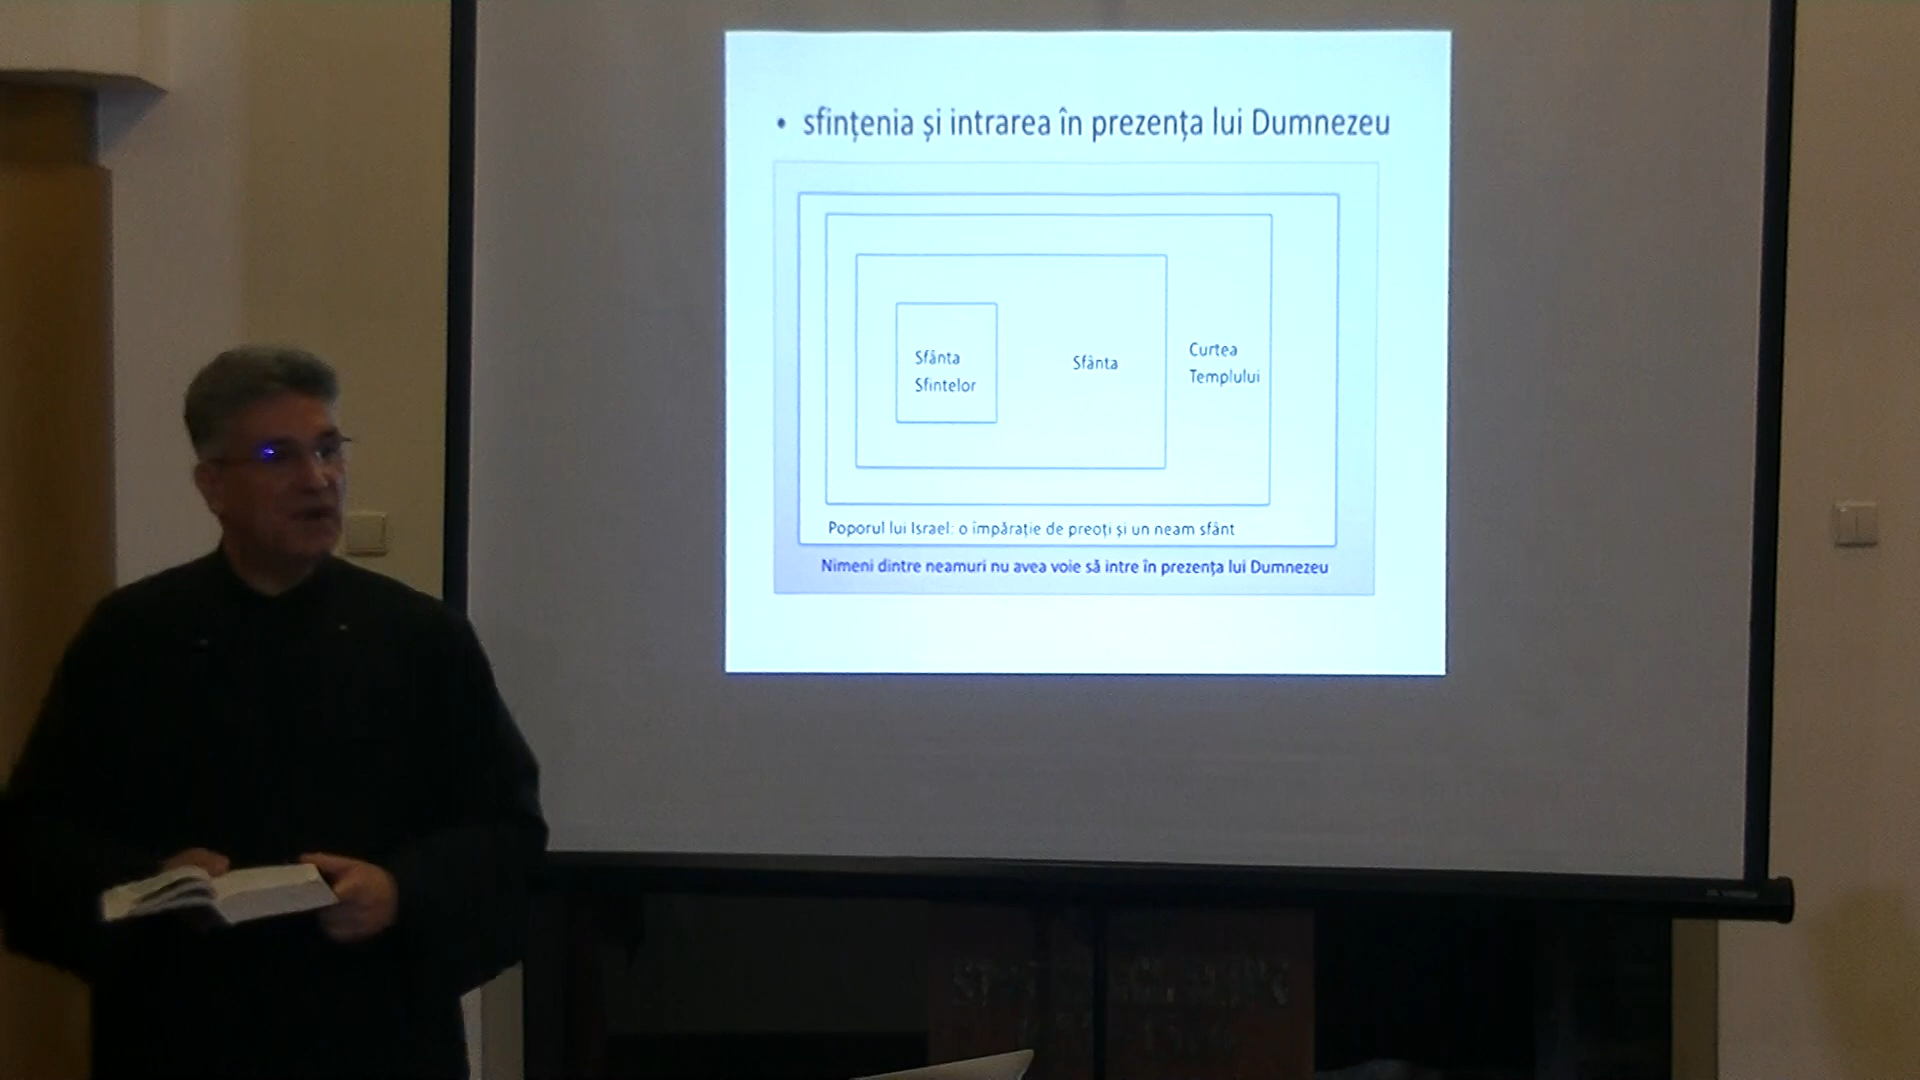 • sfințenia și intrarea în prezența lui Dumnezeu
Sfânta
Sfintelor
Sfânta
Curtea
Templului
Poporul lui Israel: o împărație de preoți și un neam sfânt
Nimeni dintre neamuri nu avea voie să intre în prezența lui Dumnezeu